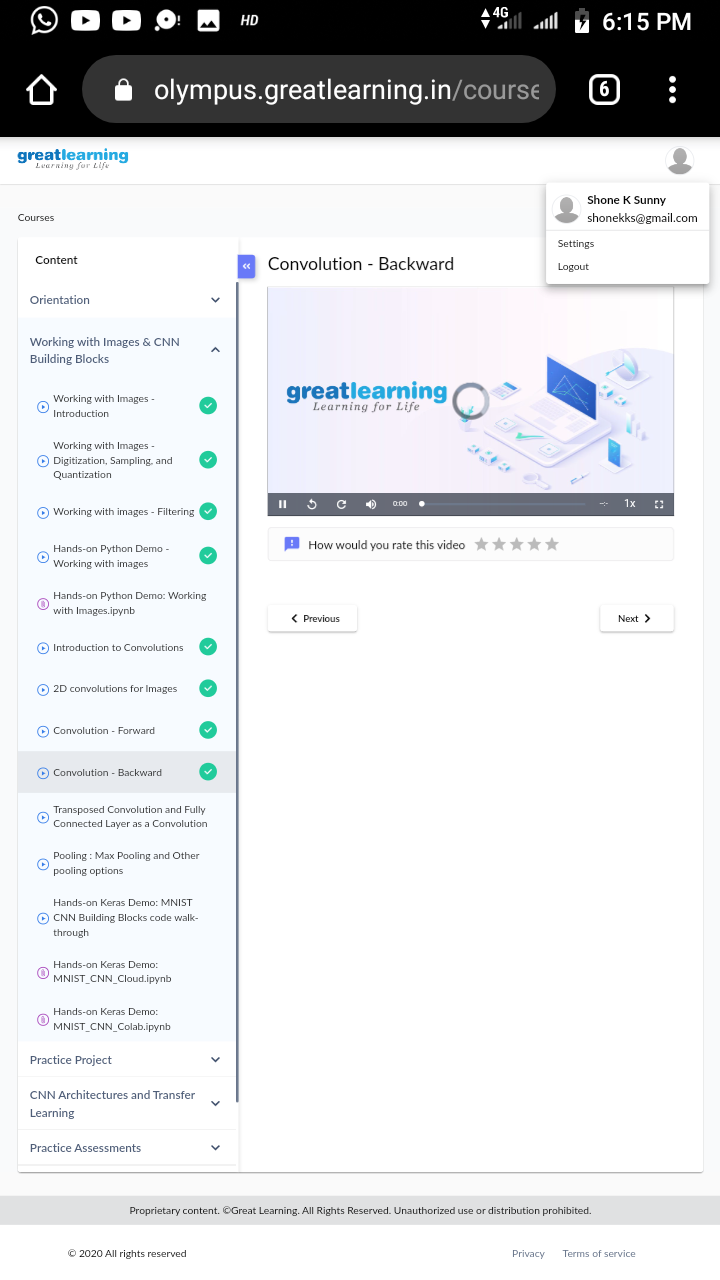 HD
4G
6:15 PM
olympus.greatlearning.in/course
6
greatlearning
Learning for Life
Shone K Sunny
shonekks@gmail.com
Settings
Logout
Courses
Content
Orientation
Working with Images & CNN
Building Blocks
Working with Images -
Introduction
Working with Images -
Digitization, Sampling, and
Quantization
Working with images - Filtering
Hands-on Python Demo -
Working with images
Hands-on Python Demo: Working
with Images.ipynb
Introduction to Convolutions
2D convolutions for Images
Convolution - Forward
Convolution - Backward
Transposed Convolution and Fully
Connected Layer as a Convolution
Pooling : Max Pooling and Other
pooling options
Hands-on Keras Demo: MNIST
CNN Building Blocks code walk-
through
Hands-on Keras Demo:
MNIST_CNN_Cloud.ipynb
Hands-on Keras Demo:
MNIST_CNN_Colab.ipynb
Practice Project
CNN Architectures and Transfer
Learning
Practice Assessments
Convolution - Backward
greatlearning
Learning for Life
0:00
-:-
1x
How would you rate this video
Previous
Next
Proprietary content. ©Great Learning. All Rights Reserved. Unauthorized use or distribution prohibited.
© 2020 All rights reserved
Privacy
Terms of service